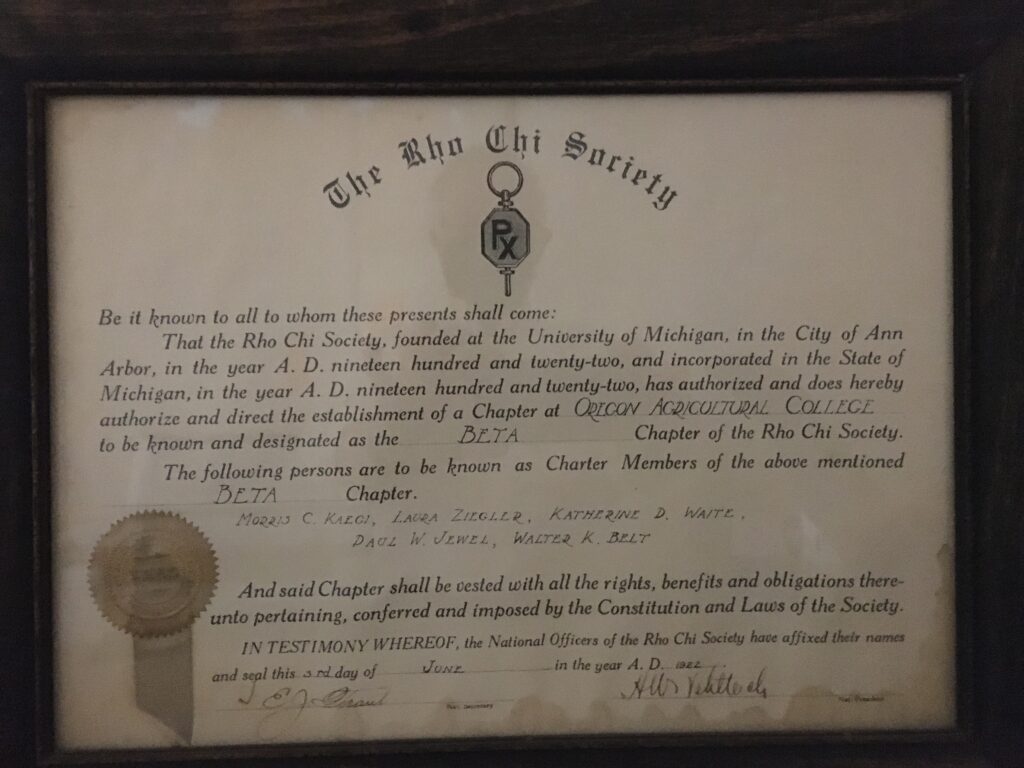 The Rho Chi Society
PX
Be it known to all to whom these presents shall come:
That the Rho Chi Society, founded at the University of Michigan, in the City of Ann
Arbor, in the year A. D. nineteen hundred and twenty-two, and incorporated in the State of
Michigan, in the year A. D. nineteen hundred and twenty-two, has authorized and does hereby
authorize and direct the establishment of a Chapter at OREGON AGRICULTURAL COLLEGE
to be known and designated as the BETA Chapter of the Rho Chi Society.
The following persons are to be known as Charter Members of the above mentioned
BETA Chapter.
MORRIS C. KAEGI, LAURA ZIEGLER, KATHERINE D. WAITE,
PAUL W. JEWEL, WALTER K. BELT
And said Chapter shall be vested with all the rights, benefits and obligations there-
unto pertaining, conferred and imposed by the Constitution and Laws of the Society.
IN TESTIMONY WHEREOF, the National Officers of the Rho Chi Society have affixed their names
and seal this 3rd day of JUNE in the year A. D. 1922.
E J
Nat. Secretary Nat. President